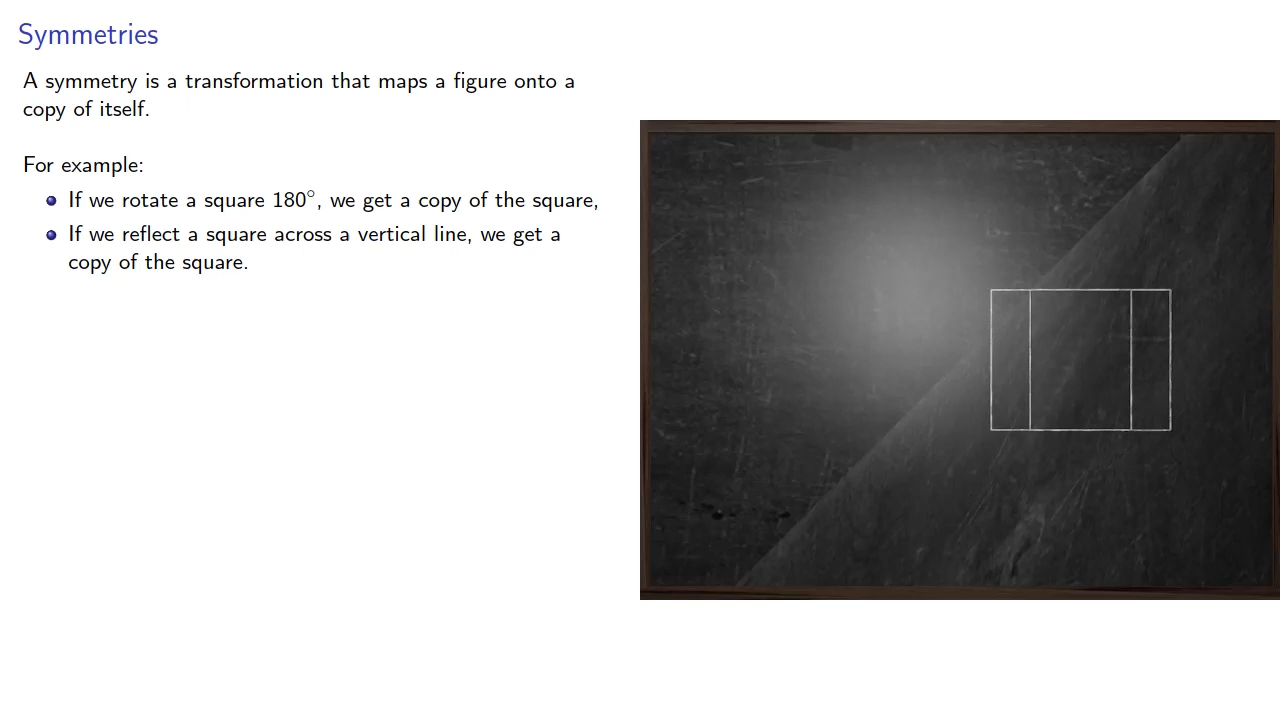 Symmetries
A symmetry is a transformation that maps a figure onto a
copy of itself.
For example:
If we rotate a square 180°, we get a copy of the square,
If we reflect a square across a vertical line, we get a
copy of the square.